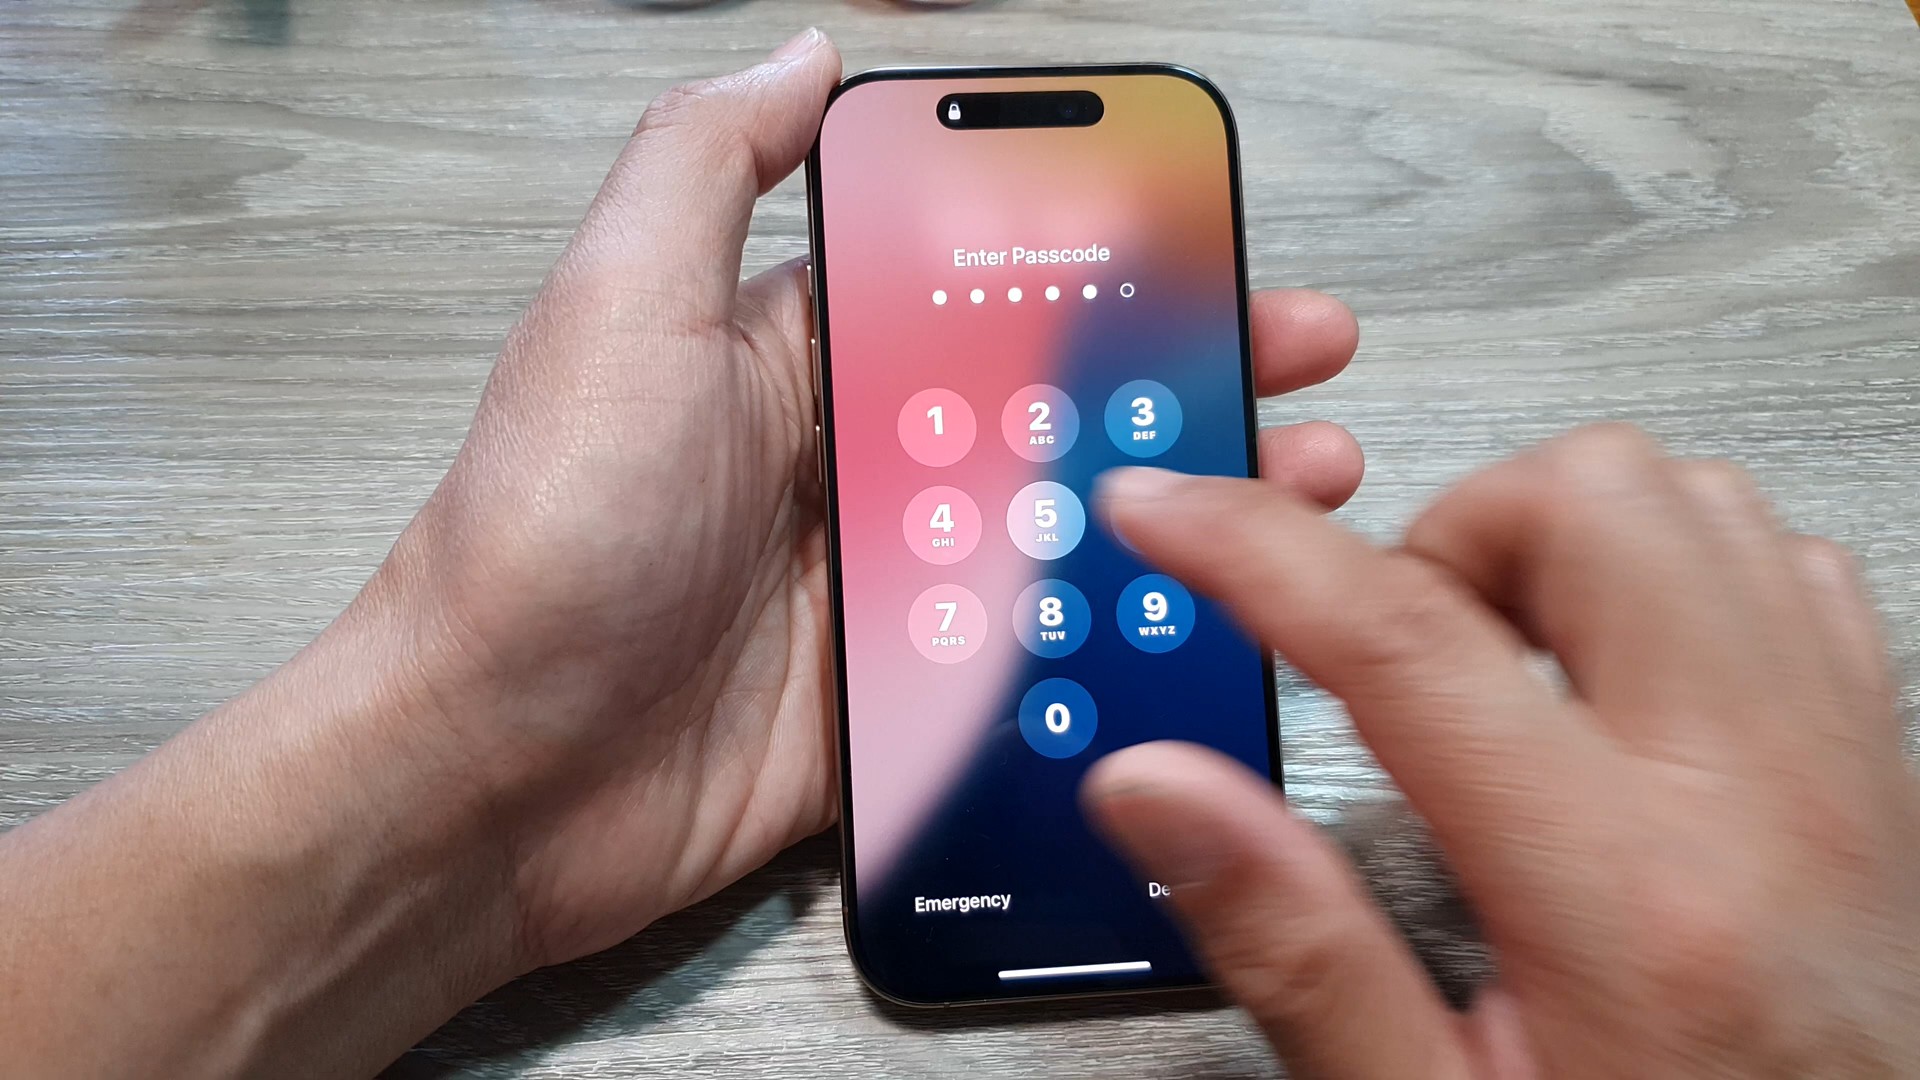 Enter Passcode
1 2 3
ABC DEF
4 5
GHI JKL
7 8 9
PQRS TUV WXYZ
0
Emergency De